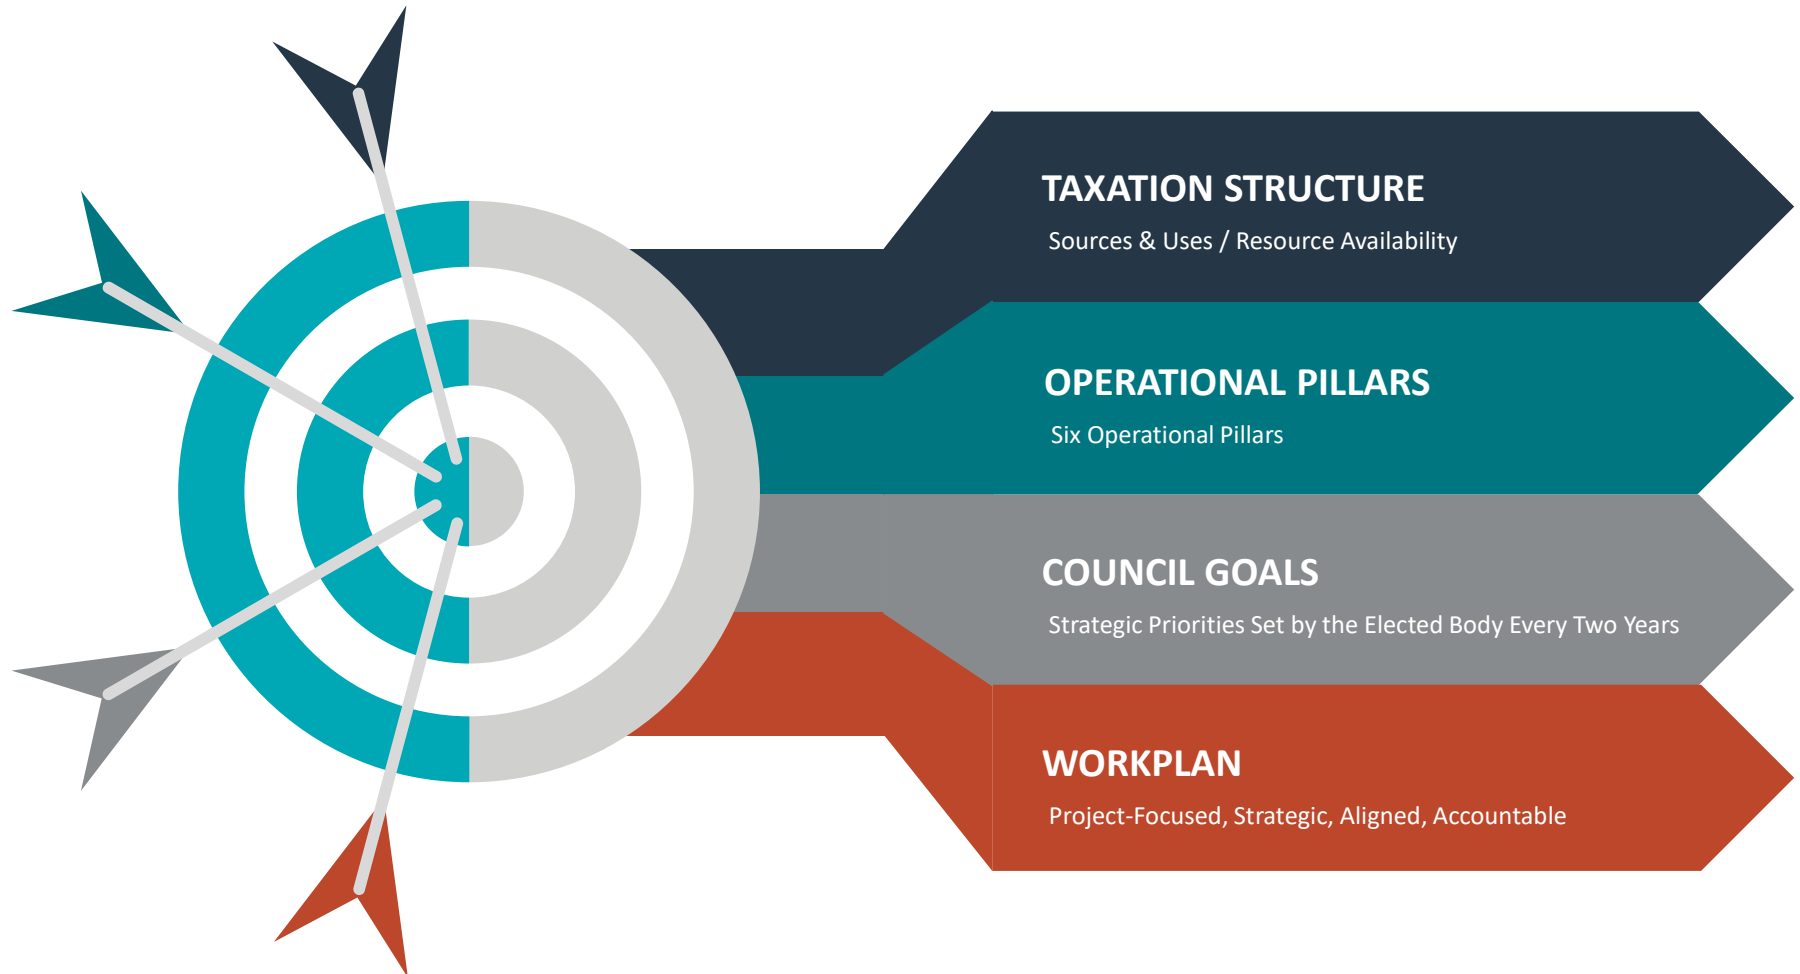 TAXATION STRUCTURE
Sources & Uses / Resource Availability
OPERATIONAL PILLARS
Six Operational Pillars
COUNCIL GOALS
Strategic Priorities Set by the Elected Body Every Two Years
WORKPLAN
Project-Focused, Strategic, Aligned, Accountable